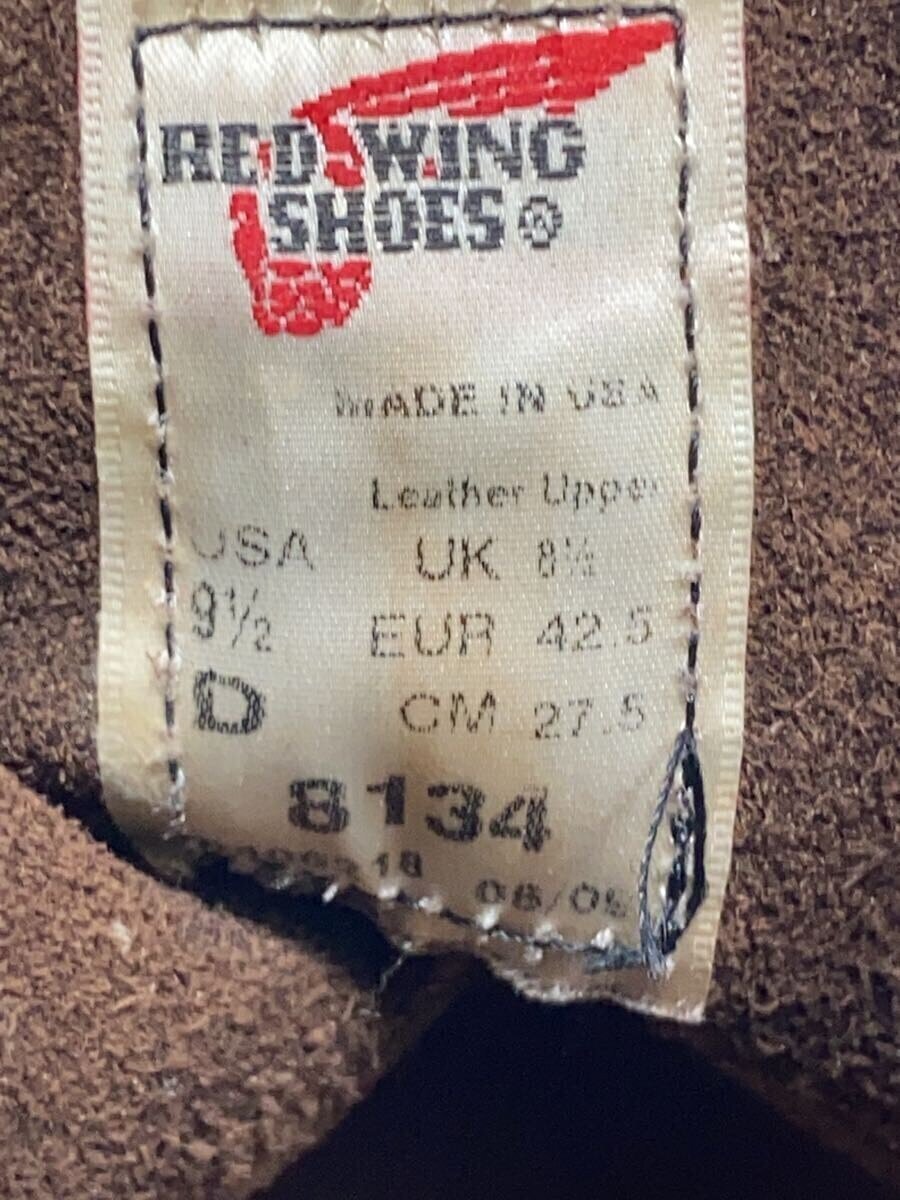 RED WING
SHOES®
MADE IN USA
Leather Upper
USA
UK 8½
9½
EUR 42.5
D
CM 27.5
8134